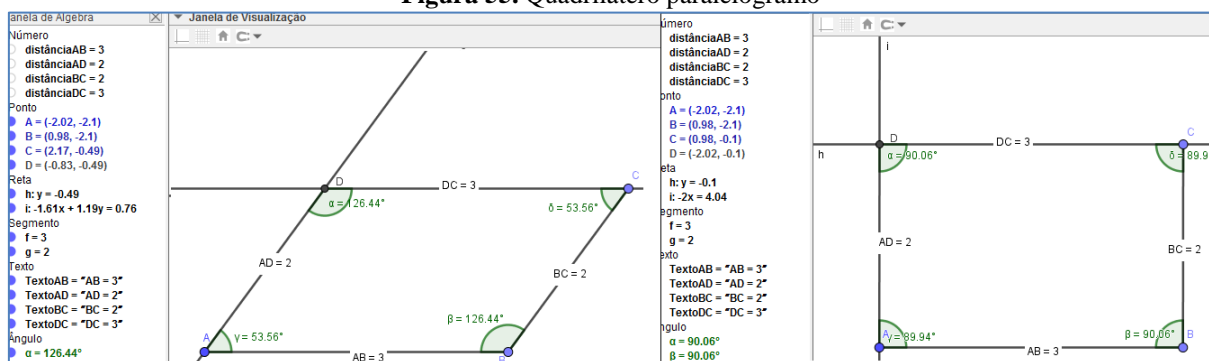 Figura 35. Quadrilátero paralelogramo
anela de Álgebra
Janela de Visualização
Número
distânciaAB = 3
distânciaAD = 2
distânciaBC = 2
distânciaDC = 3
Ponto
A = (-2.02, -2.1)
B = (0.98, -2.1)
C = (2.17, -0.49)
D = (-0.83, -0.49)
Reta
h: y = -0.49
i: -1.61x + 1.19y = 0.76
Segmento
f = 3
g = 2
Texto
TextoAB = "AB = 3"
TextoAD = "AD = 2"
TextoBC = "BC = 2"
TextoDC = "DC = 3"
Ângulo
α = 126.44°
D
DC = 3
C
α = 126.44°
δ = 53.56°
AD = 2
BC = 2
β = 126.44°
A
γ = 53.56°
AB = 3
úmero
distânciaAB = 3
distânciaAD = 2
distânciaBC = 2
distânciaDC = 3
onto
A = (-2.02, -2.1)
B = (0.98, -2.1)
C = (0.98, -0.1)
D = (-2.02, -0.1)
eta
h: y = -0.1
i: -2x = 4.04
egmento
f = 3
g = 2
exto
TextoAB = "AB = 3"
TextoAD = "AD = 2"
TextoBC = "BC = 2"
TextoDC = "DC = 3"
ngulo
α = 90.06°
β = 90.06°
i
D
DC = 3
C
h
α = 90.06°
δ = 89.9
AD = 2
BC = 2
A
γ = 89.94°
β = 90.06°
B
AB = 3